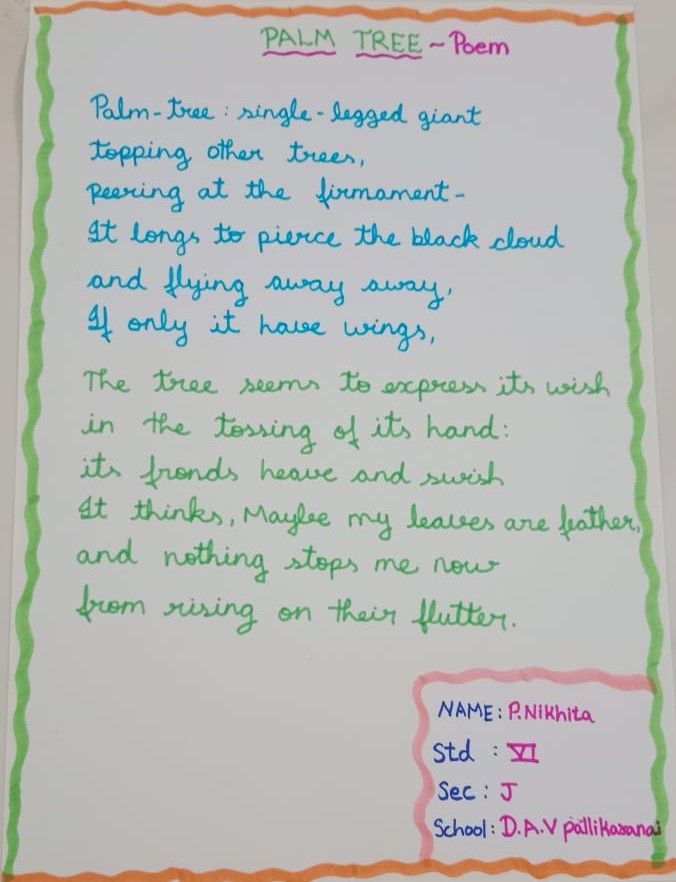 PALM TREE ~ Poem
Palm-tree: single-legged giant
topping other trees,
peering at the firmament-
It longs to pierce the black cloud
and flying away away,
If only it have wings,
The tree seems to express its wish
in the tossing of its hand:
its fronds heave and swish
It thinks, Maybe my leaves are feather,
and nothing stops me now
from rising on their flutter.
NAME: P.Nikhita
Std : VI
Sec : J
School: D.A.V pallikaranai